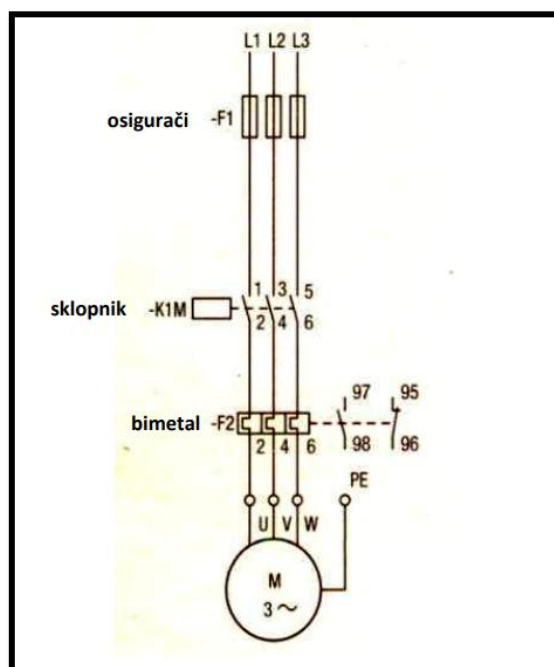 L1 L2 L3
osigurači -F1
1 3 5
sklopnik -K1M
2 4 6
97 95
bimetal -F2
2 4 6 98 96
PE
U V W
M
3 ~